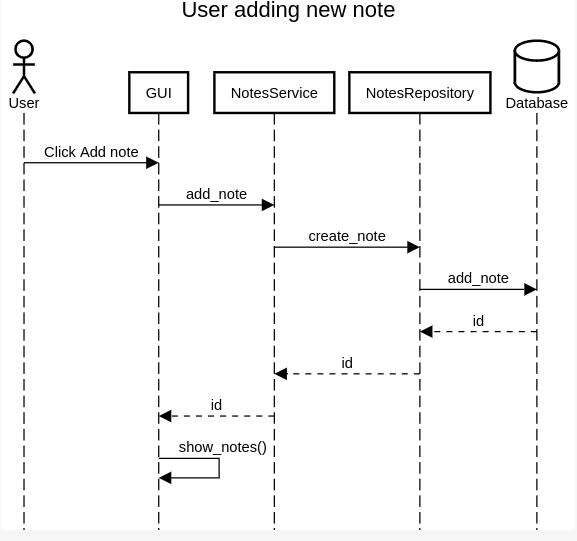 User adding new note
User
GUI
NotesService
NotesRepository
Database
Click Add note
add_note
create_note
add_note
id
id
id
show_notes()